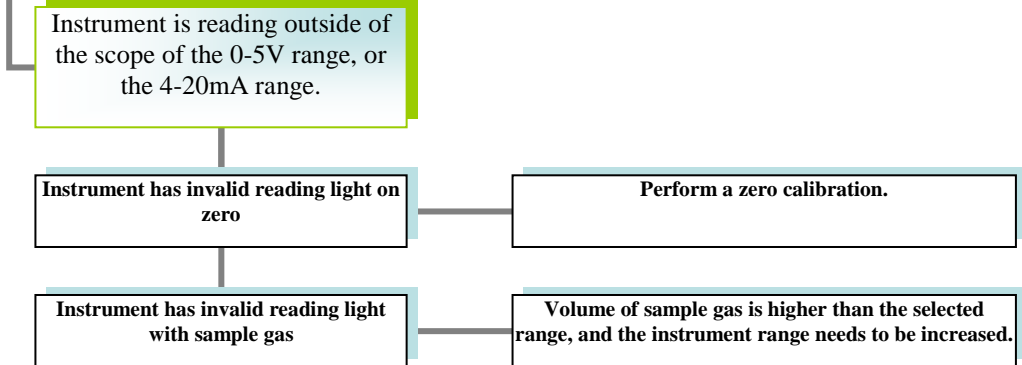 Instrument is reading outside of
the scope of the 0-5V range, or
the 4-20mA range.
Instrument has invalid reading light on
zero
Perform a zero calibration.
Instrument has invalid reading light
with sample gas
Volume of sample gas is higher than the selected
range, and the instrument range needs to be increased.